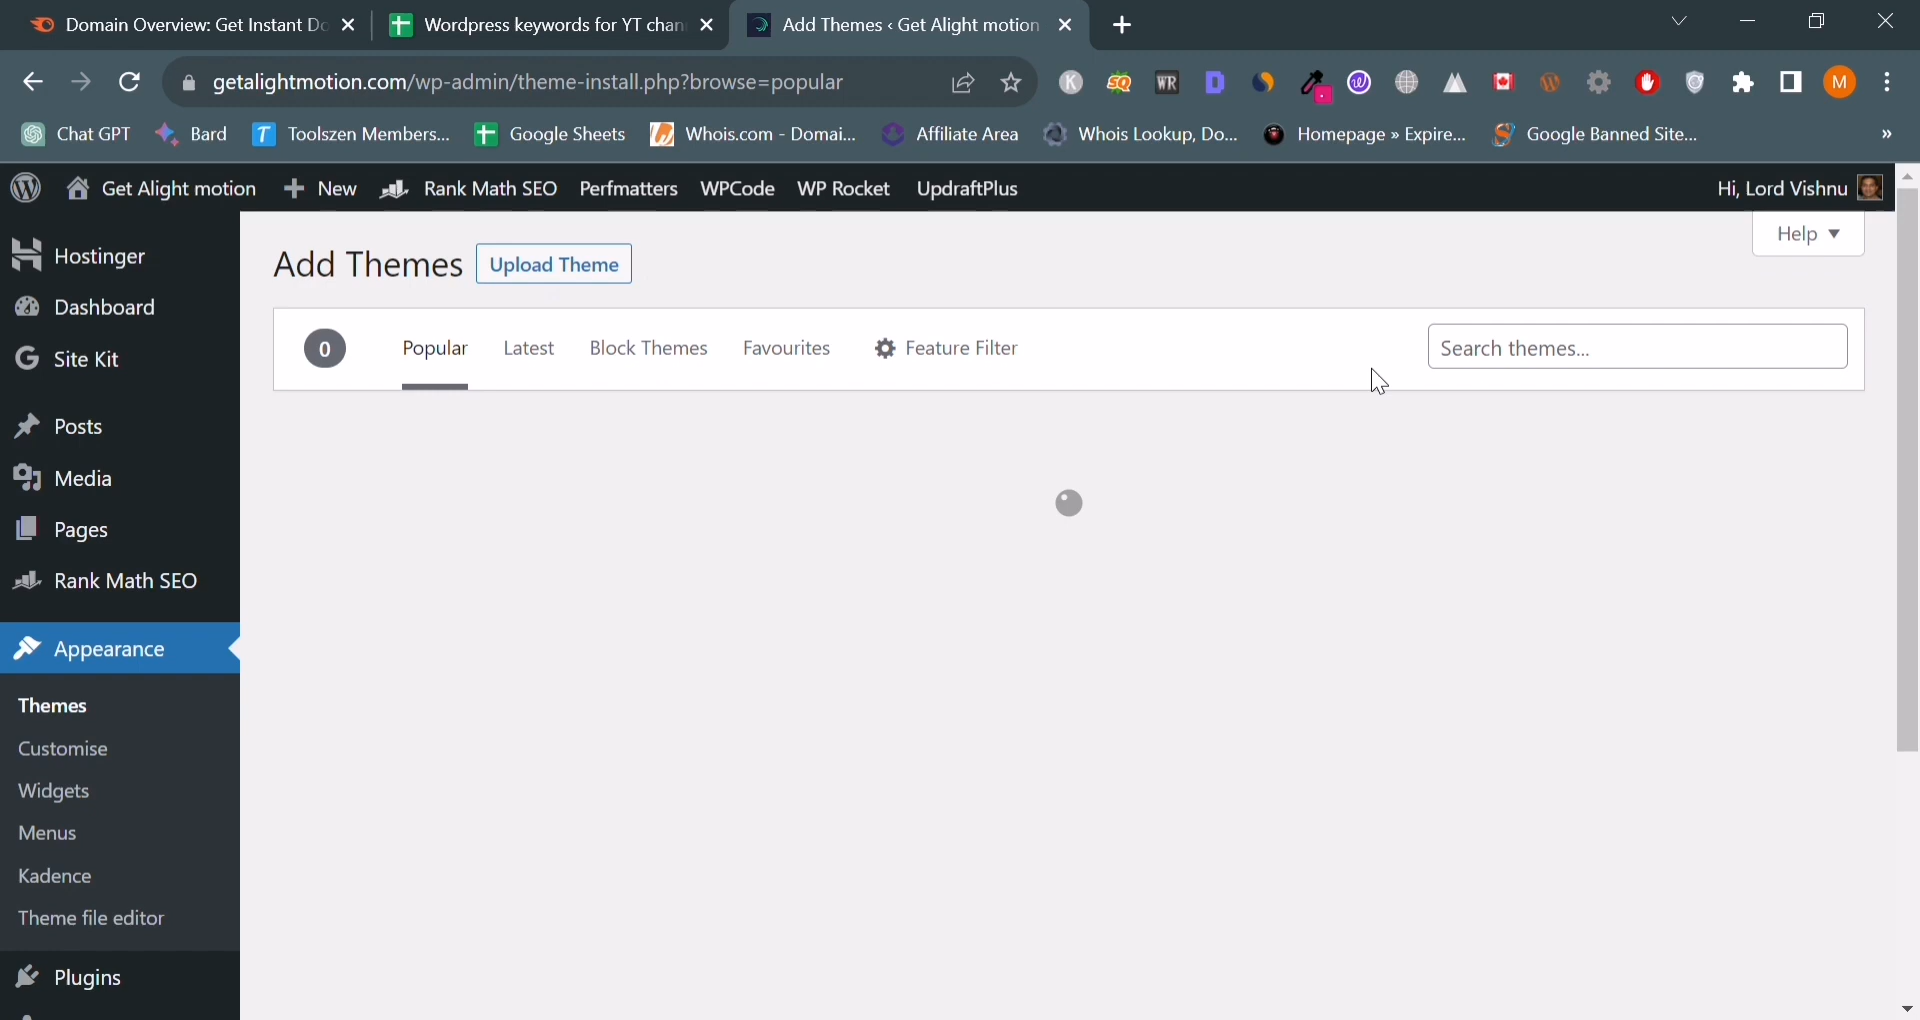 Domain Overview: Get Instant Do
Wordpress keywords for YT chan
Add Themes ‹ Get Alight motion
getalightmotion.com/wp-admin/theme-install.php?browse=popular
K
SQ
WR
D
M
Chat GPT
Bard
Toolszen Members...
Google Sheets
Whois.com - Domai...
Affiliate Area
Whois Lookup, Do...
Homepage » Expire...
Google Banned Site...
»
Get Alight motion
New
Rank Math SEO
Perfmatters
WPCode
WP Rocket
UpdraftPlus
Hi, Lord Vishnu
Help
Add Themes
Upload Theme
0
Popular
Latest
Block Themes
Favourites
Feature Filter
Search themes...
Hostinger
Dashboard
Site Kit
Posts
Media
Pages
Rank Math SEO
Appearance
Themes
Customise
Widgets
Menus
Kadence
Theme file editor
Plugins